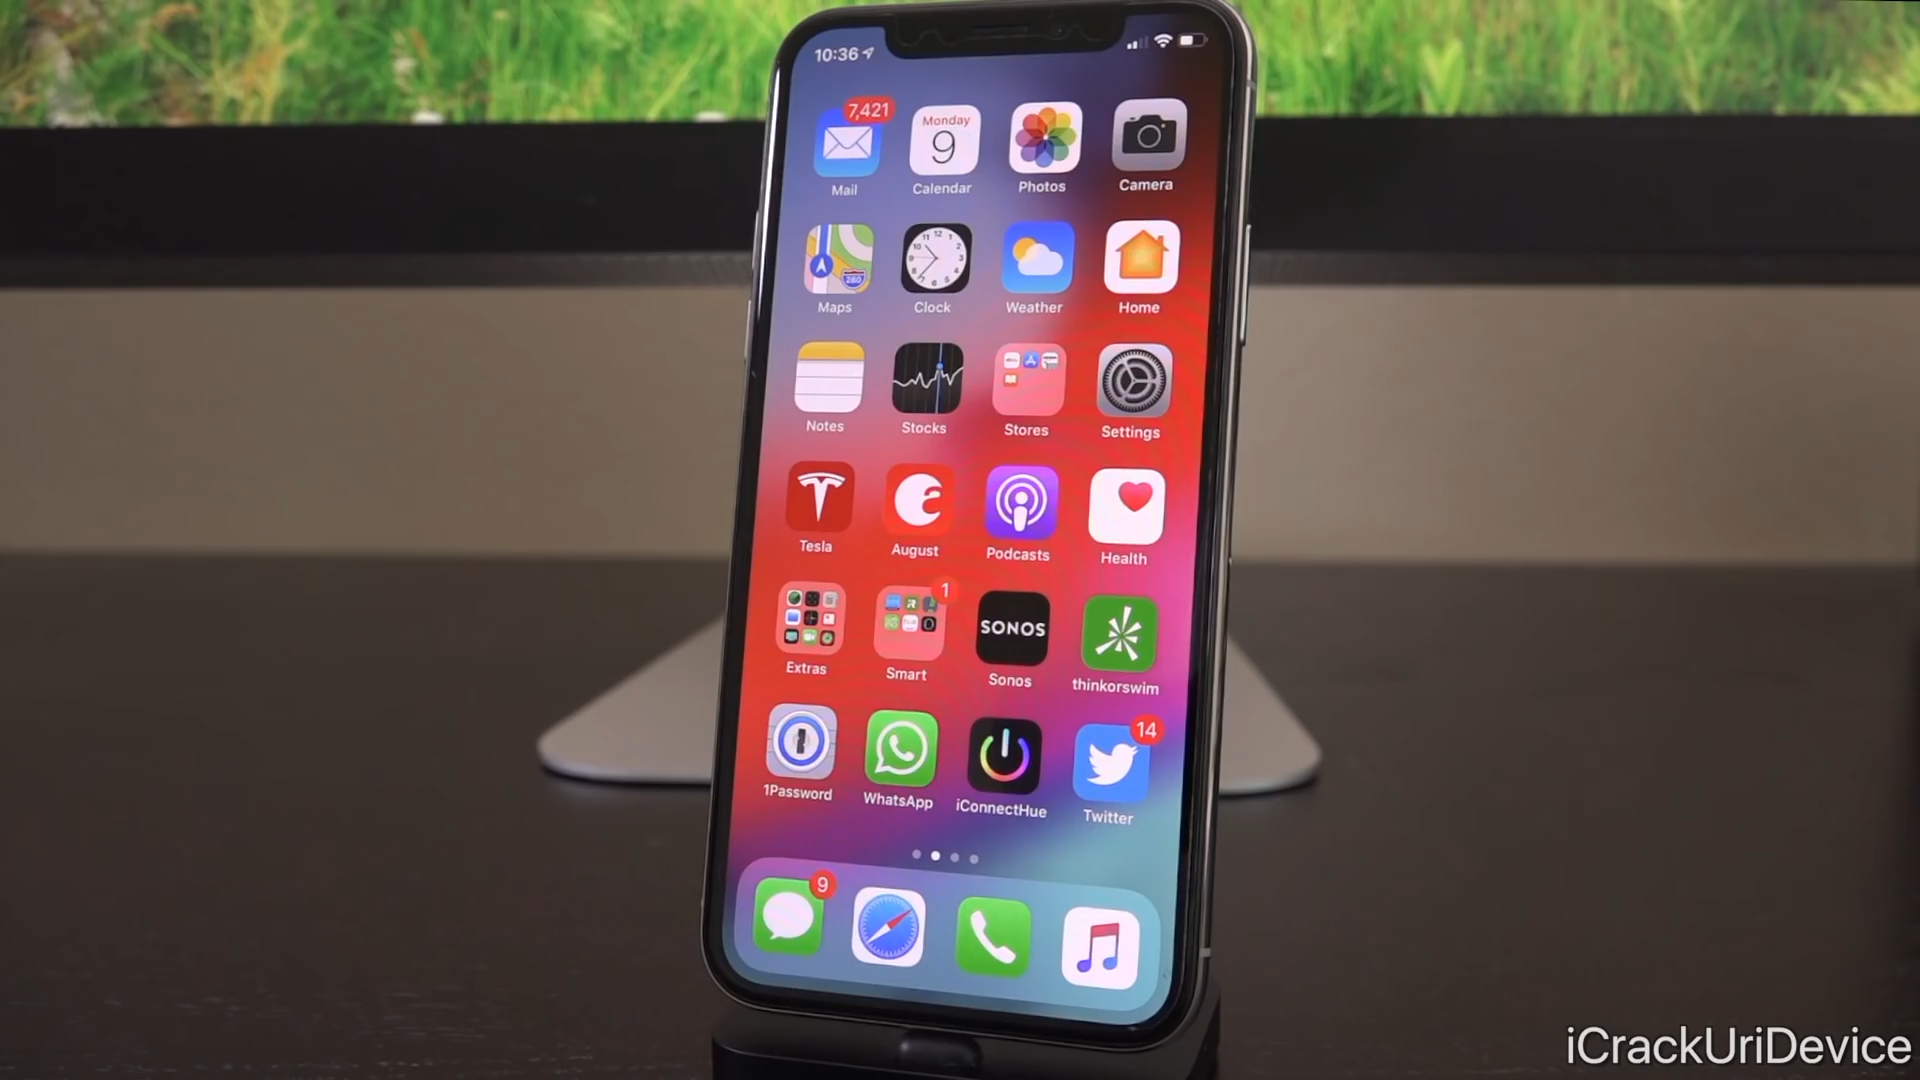 10:36
7,421
Monday
9
Mail
Calendar
Photos
Camera
280
Maps
Clock
Weather
Home
Notes
Stocks
Stores
Settings
Tesla
August
Podcasts
Health
1
SONOS
Extras
Smart
Sonos
thinkorswim
14
1Password
WhatsApp
iConnectHue
Twitter
9
iCrackUriDevice